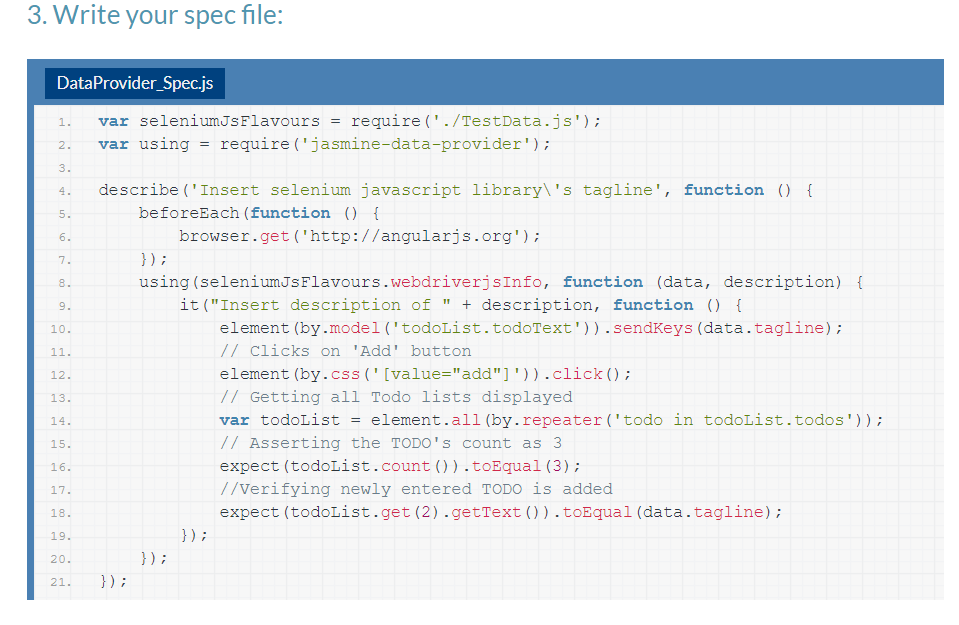 3. Write your spec file:
DataProvider_Spec.js
1. var seleniumJsFlavours = require('./TestData.js');
2. var using = require('jasmine-data-provider');
3.
4. describe('Insert selenium javascript library\'s tagline', function () {
5. beforeEach(function () {
6. browser.get('http://angularjs.org');
7. });
8. using(seleniumJsFlavours.webdriverjsInfo, function (data, description) {
9. it("Insert description of " + description, function () {
10. element(by.model('todoList.todoText')).sendKeys(data.tagline);
11. // Clicks on 'Add' button
12. element(by.css('[value="add"]')).click();
13. // Getting all Todo lists displayed
14. var todoList = element.all(by.repeater('todo in todoList.todos'));
15. // Asserting the TODO's count as 3
16. expect(todoList.count()).toEqual(3);
17. //Verifying newly entered TODO is added
18. expect(todoList.get(2).getText()).toEqual(data.tagline);
19. });
20. });
21. });